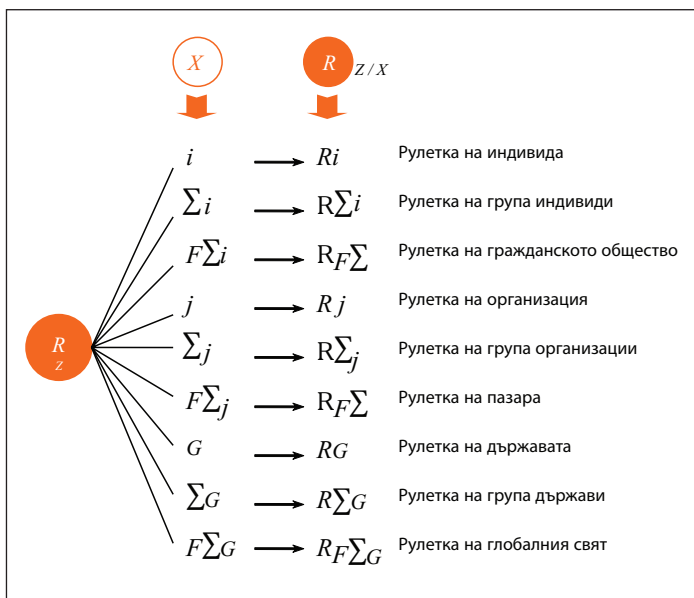 X R Z / X
i Ri Рулетка на индивида
∑i R∑i Рулетка на група индивиди
F∑i RF∑ Рулетка на гражданското общество
j Rj Рулетка на организация
R Z
∑j R∑j Рулетка на група организации
F∑j RF∑ Рулетка на пазара
G RG Рулетка на държавата
∑G R∑G Рулетка на група държави
F∑G RF∑G Рулетка на глобалния свят